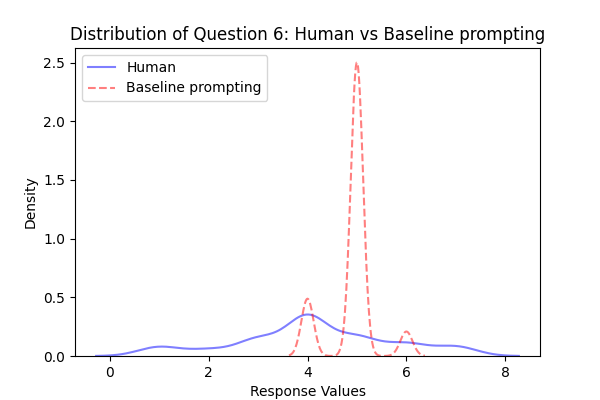 Distribution of Question 6: Human vs Baseline prompting
Human
Baseline prompting
2.5
2.0
1.5
1.0
0.5
0.0
Density
0 2 4 6 8
Response Values